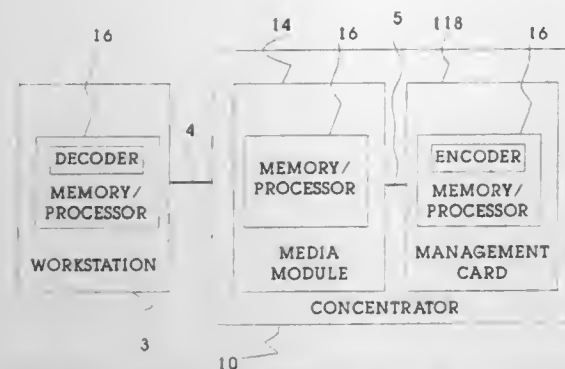 16 14 16 5 118 16
4
DECODER
MEMORY/
PROCESSOR
WORKSTATION
MEMORY/
PROCESSOR
MEDIA
MODULE
ENCODER
MEMORY/
PROCESSOR
MANAGEMENT
CARD
CONCENTRATOR
3
10